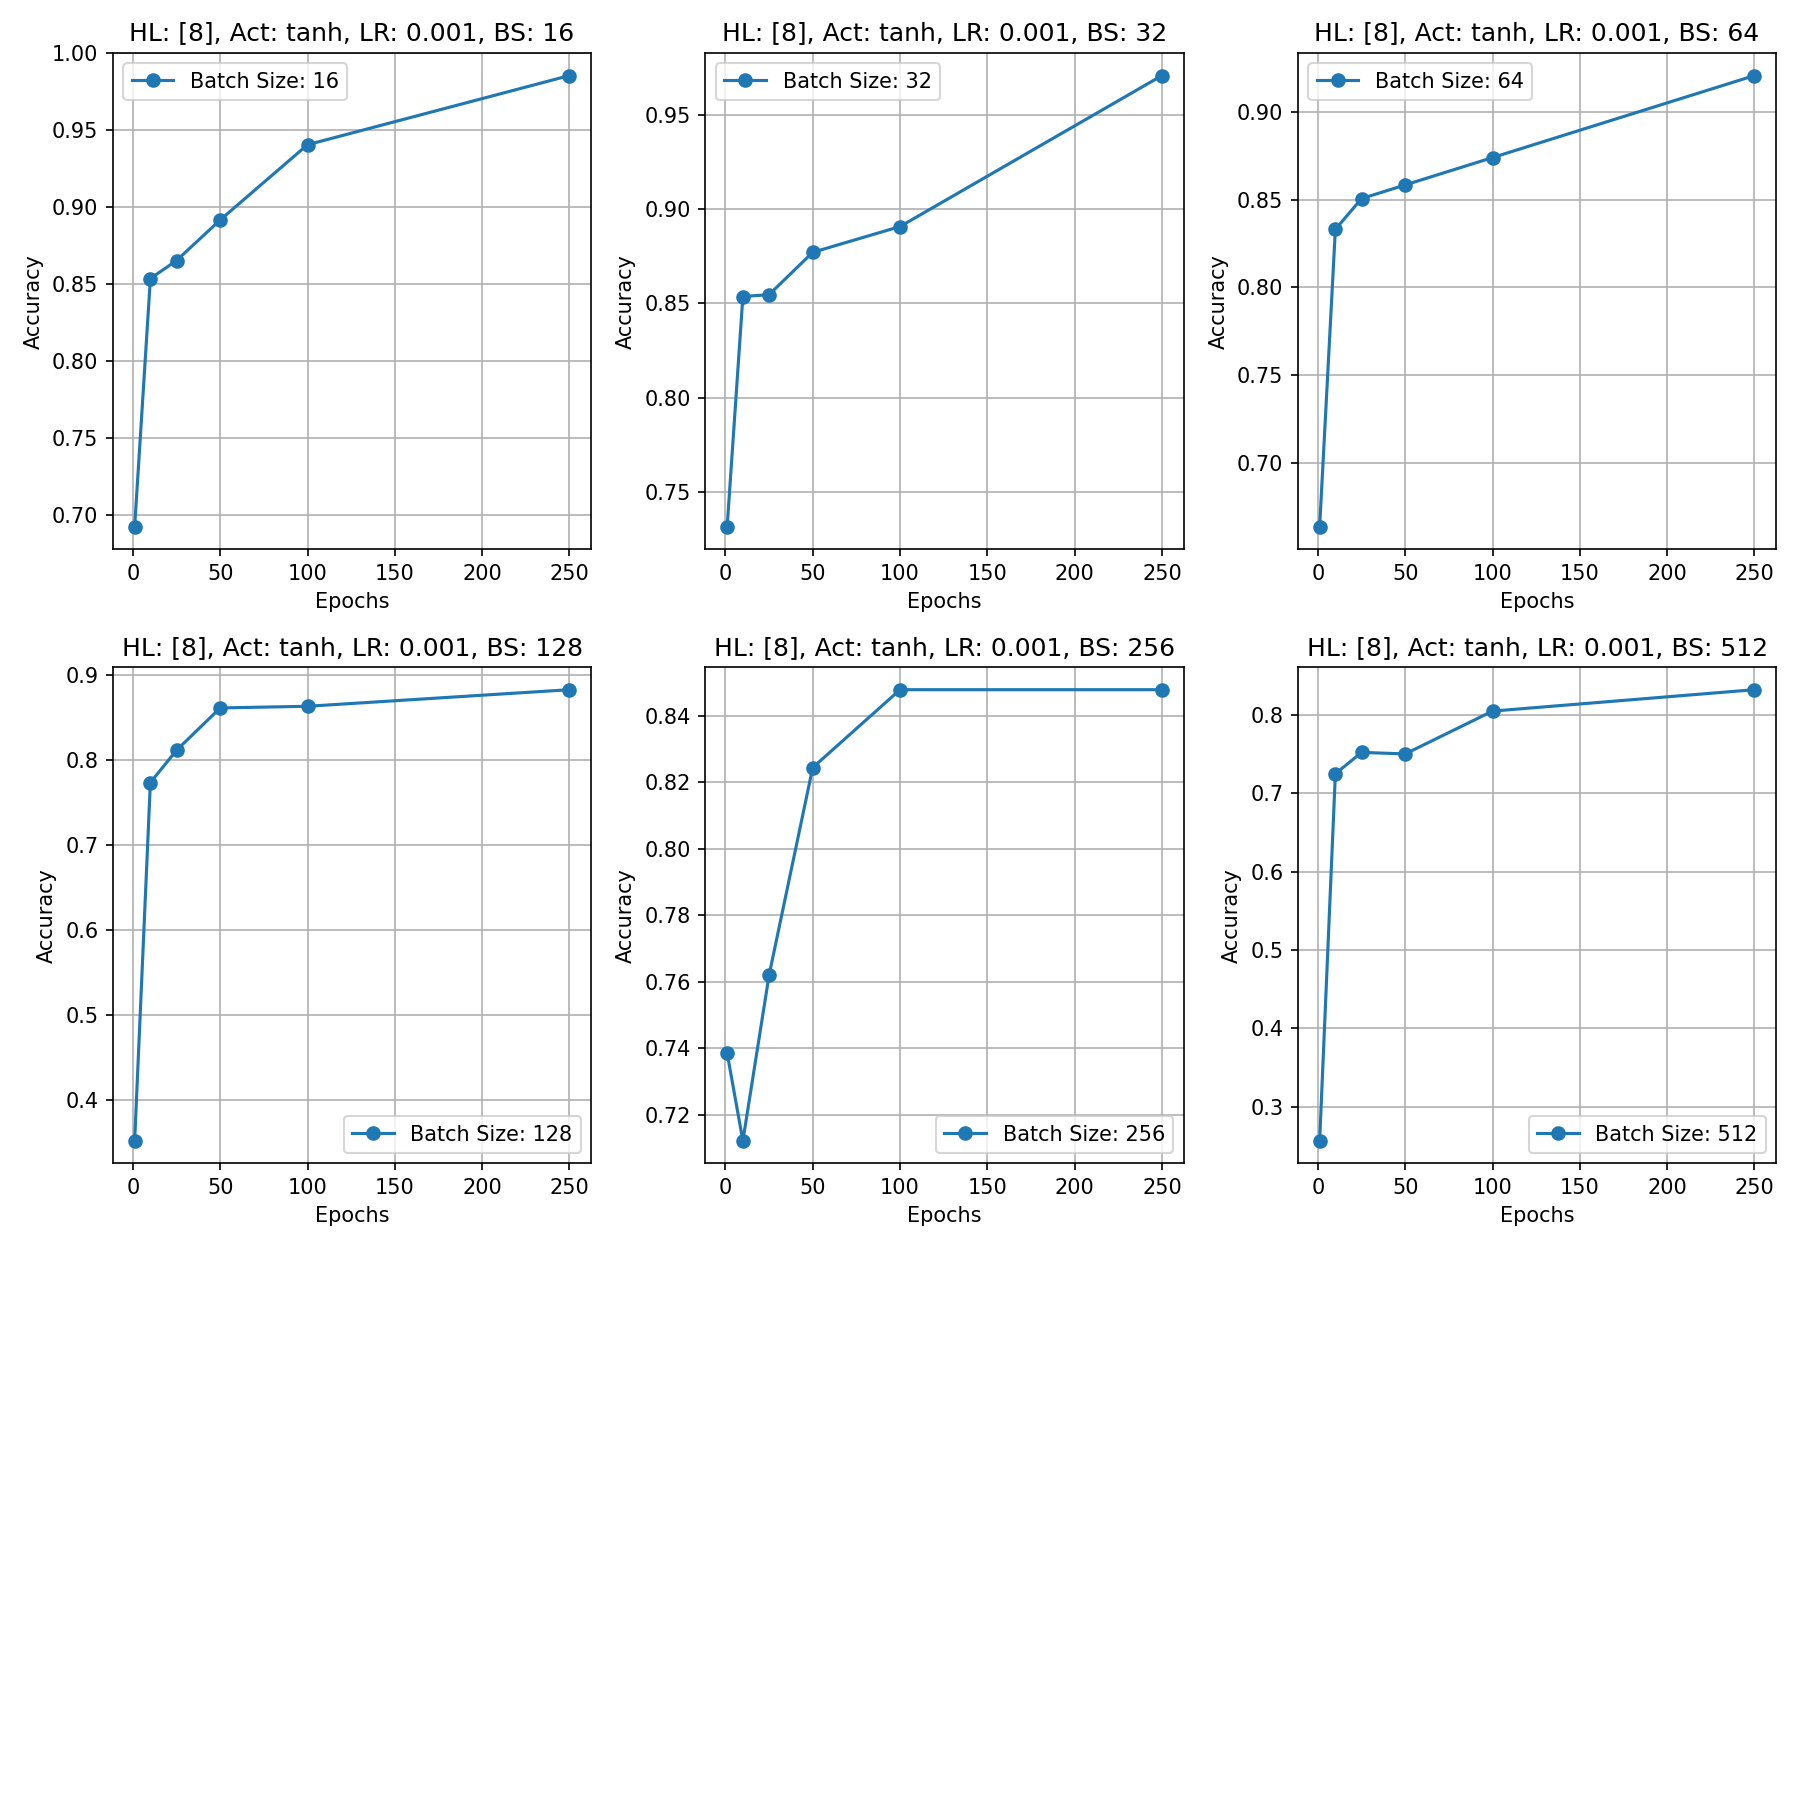 HL: [8], Act: tanh, LR: 0.001, BS: 16
Batch Size: 16
Accuracy
1.00
0.95
0.90
0.85
0.80
0.75
0.70
0 50 100 150 200 250
Epochs
HL: [8], Act: tanh, LR: 0.001, BS: 32
Batch Size: 32
Accuracy
0.95
0.90
0.85
0.80
0.75
0 50 100 150 200 250
Epochs
HL: [8], Act: tanh, LR: 0.001, BS: 64
Batch Size: 64
Accuracy
0.90
0.85
0.80
0.75
0.70
0 50 100 150 200 250
Epochs
HL: [8], Act: tanh, LR: 0.001, BS: 128
Accuracy
0.9
0.8
0.7
0.6
0.5
0.4
Batch Size: 128
0 50 100 150 200 250
Epochs
HL: [8], Act: tanh, LR: 0.001, BS: 256
Accuracy
0.84
0.82
0.80
0.78
0.76
0.74
0.72
Batch Size: 256
0 50 100 150 200 250
Epochs
HL: [8], Act: tanh, LR: 0.001, BS: 512
Accuracy
0.8
0.7
0.6
0.5
0.4
0.3
Batch Size: 512
0 50 100 150 200 250
Epochs